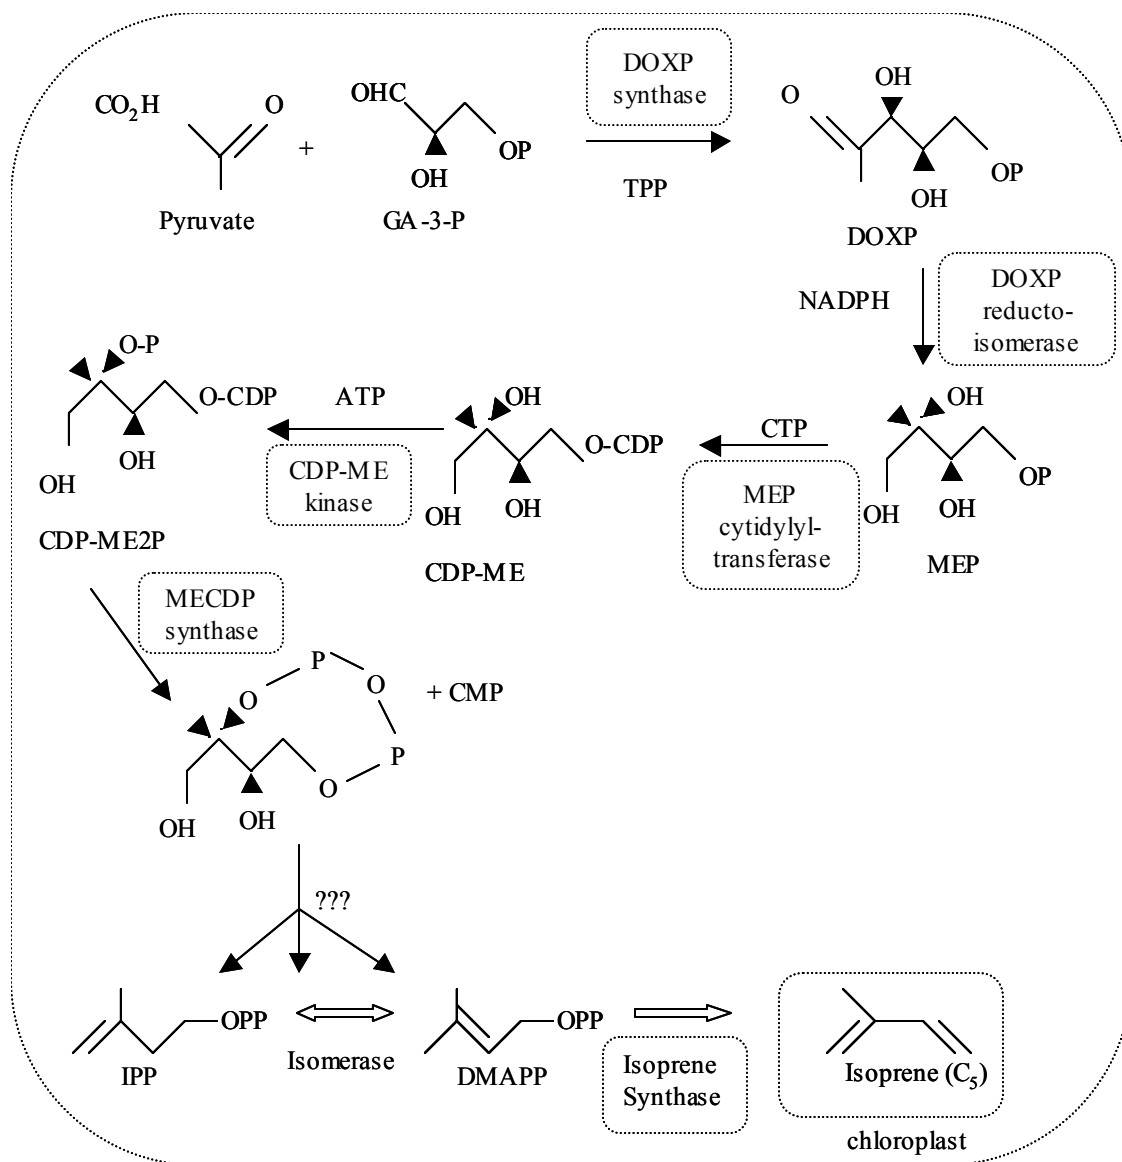 CO2H
O
OHC
OH
OP
+
Pyruvate
GA-3-P
DOXP
synthase
TPP
O
OH
OH
OP
DOXP
NADPH
DOXP
reducto-
isomerase
OH
OP
OH
OH
MEP
CTP
MEP
cytidylyl-
transferase
OH
O-CDP
OH
OH
CDP-ME
ATP
CDP-ME
kinase
O-P
O-CDP
OH
OH
CDP-ME2P
MECDP
synthase
P
O
O
P
O
OH
OH
+ CMP
???
OPP
IPP
Isomerase
OPP
DMAPP
Isoprene
Synthase
Isoprene (C5)
chloroplast